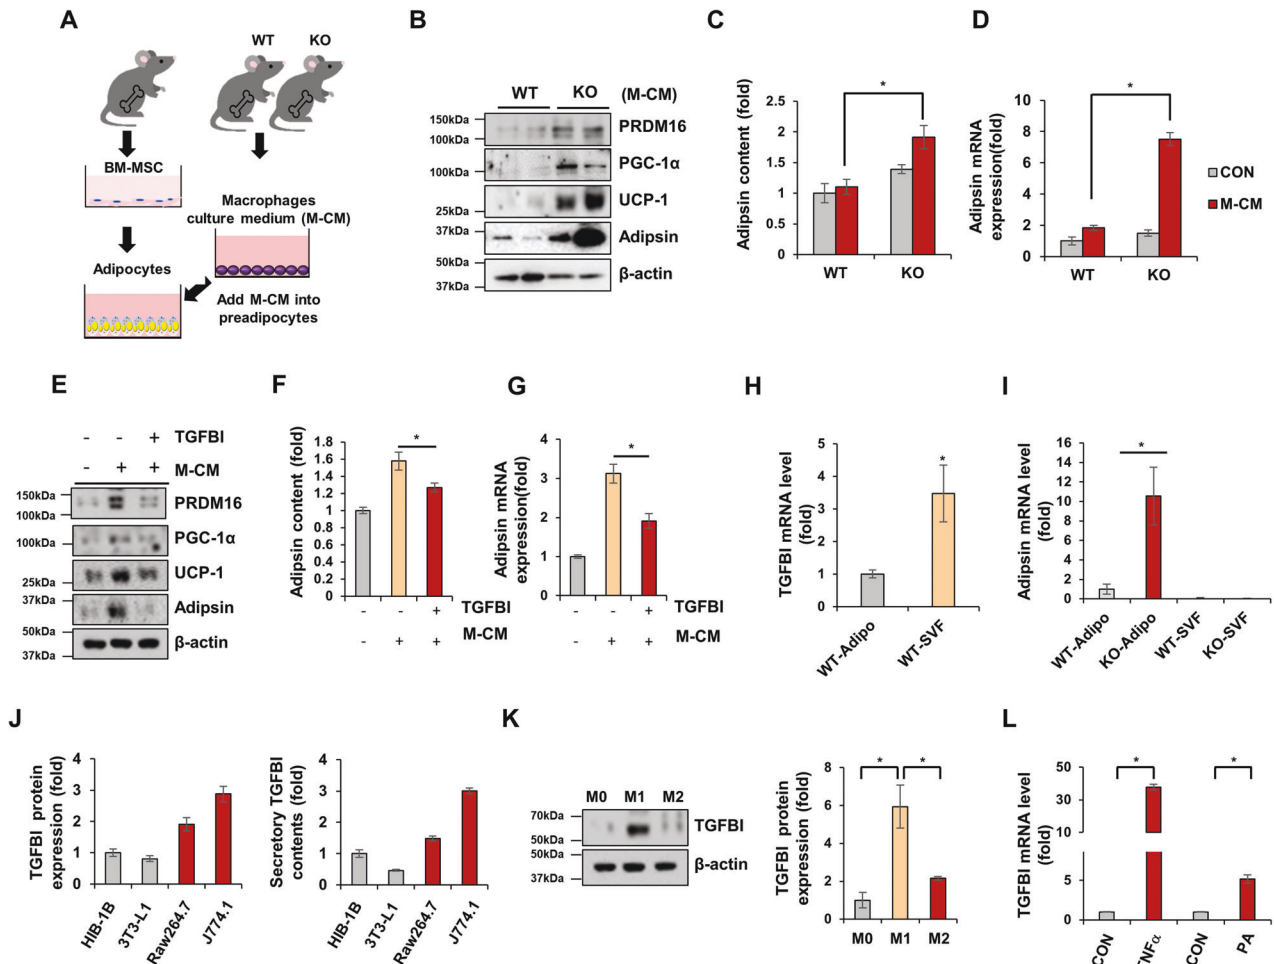 A
WT KO
BM-MSC
Macrophages
culture medium (M-CM)
Adipocytes
Add M-CM into
preadipocytes
B
WT KO (M-CM)
150kDa
100kDa
PRDM16
100kDa
PGC-1α
25kDa
UCP-1
37kDa
Adipsin
50kDa
37kDa
β-actin
C
Adipsin content (fold)
2.5
2
1.5
1
0.5
0
*
WT KO
D
Adipsin mRNA
expression(fold)
10
8
6
4
2
0
*
WT KO
CON
M-CM
E
- - + TGFBI
- + + M-CM
150kDa
100kDa
PRDM16
100kDa
PGC-1α
25kDa
UCP-1
37kDa
Adipsin
50kDa
37kDa
β-actin
F
Adipsin content (fold)
1.8
1.6
1.4
1.2
1
0.8
0.6
0.4
0.2
0
*
+ TGFBI
- + + M-CM
G
Adipsin mRNA
expression(fold)
4
3
2
1
0
*
+ TGFBI
- + + M-CM
H
TGFBI mRNA level
(fold)
5
4
3
2
1
0
*
WT-Adipo
WT-SVF
I
Adipsin mRNA level
(fold)
16
14
12
10
8
6
4
2
0
*
WT-Adipo
KO-Adipo
WT-SVF
KO-SVF
J
TGFBI protein
expression (fold)
4
3
2
1
0
HIB-1B
3T3-L1
Raw264.7
J774.1
Secretory TGFBI
contents (fold)
4
3
2
1
0
HIB-1B
3T3-L1
Raw264.7
J774.1
K
M0 M1 M2
70kDa
50kDa
TGFBI
50kDa
37kDa
β-actin
TGFBI protein
expression (fold)
8
6
4
2
0
* *
M0 M1 M2
L
TGFBI mRNA level
(fold)
50
30
10
5
0
* *
CON
TNFα
CON
PA